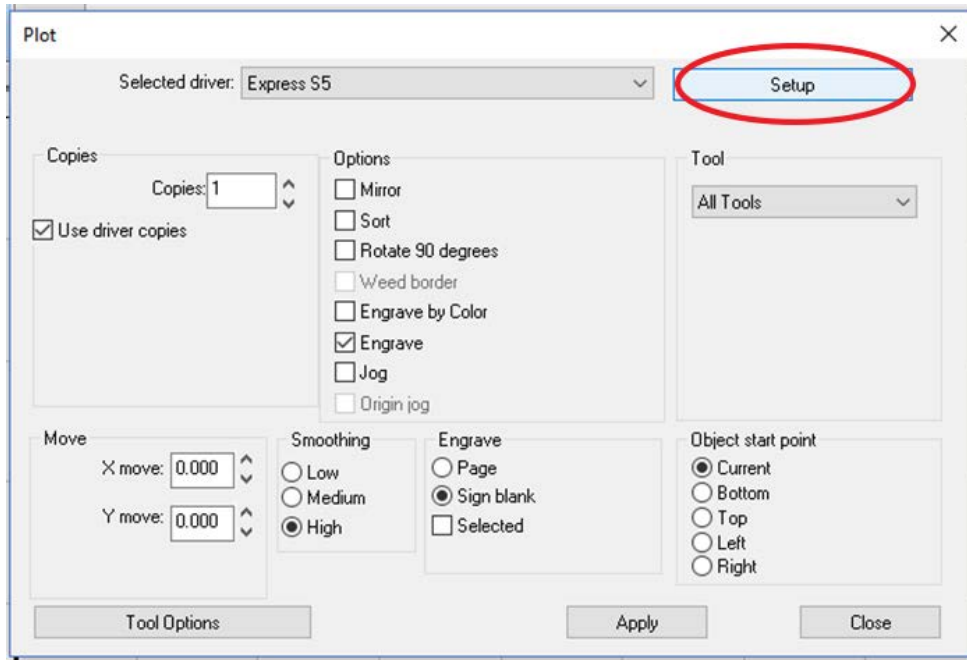 Plot
Selected driver: Express S5
Setup
Copies
Copies: 1
Use driver copies
Options
Mirror
Sort
Rotate 90 degrees
Weed border
Engrave by Color
Engrave
Jog
Origin jog
Tool
All Tools
Move
X move: 0.000
Y move: 0.000
Smoothing
Low
Medium
High
Engrave
Page
Sign blank
Selected
Object start point
Current
Bottom
Top
Left
Right
Tool Options
Apply
Close